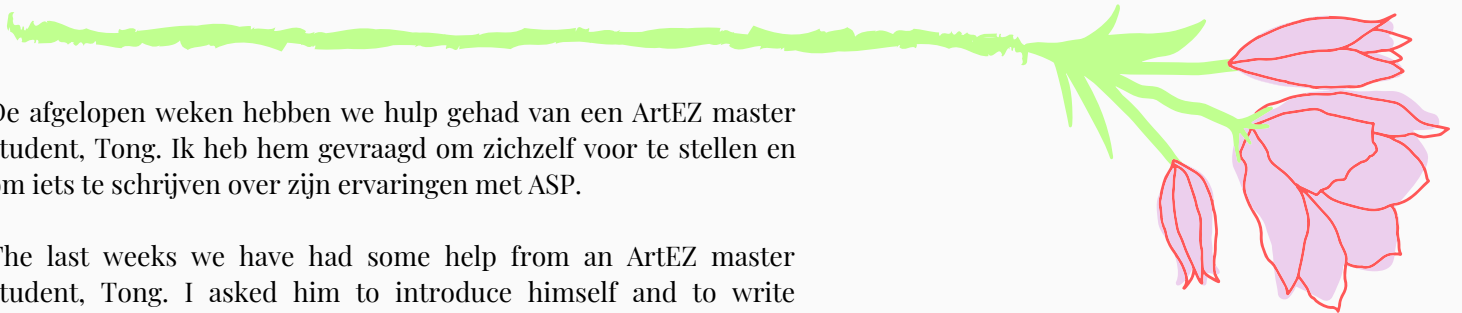 De afgelopen weken hebben we hulp gehad van een ArtEZ master
student, Tong. Ik heb hem gevraagd om zichzelf voor te stellen en
om iets te schrijven over zijn ervaringen met ASP.
The last weeks we have had some help from an ArtEZ master
student, Tong. I asked him to introduce himself and to write